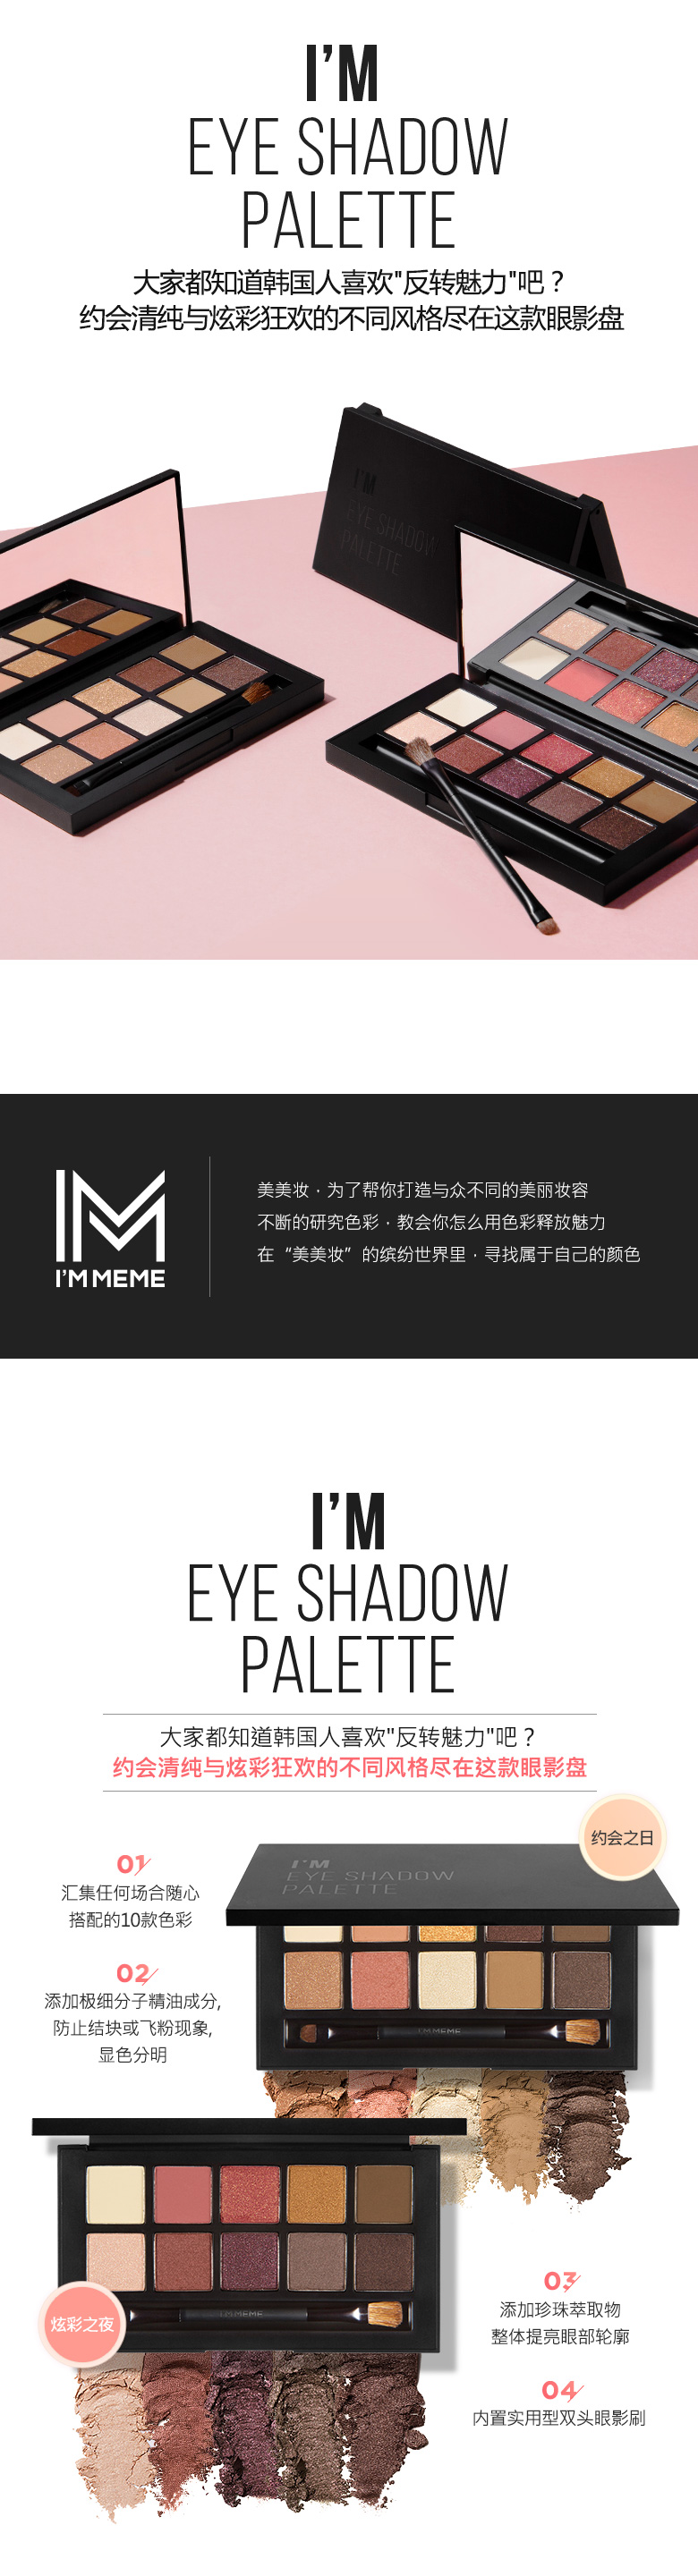 I'M
EYE SHADOW
PALETTE
大家都知道韩国人喜欢"反转魅力"吧？
约会清纯与炫彩狂欢的不同风格尽在这款眼影盘
I'M
EYE SHADOW
PALETTE
I'M MEME
美美妆·为了帮你打造与众不同的美丽妆容
不断的研究色彩·教会你怎么用色彩释放魅力
在“美美妆”的缤纷世界里·寻找属于自己的颜色
I'M
EYE SHADOW
PALETTE
大家都知道韩国人喜欢"反转魅力"吧？
约会清纯与炫彩狂欢的不同风格尽在这款眼影盘
约会之日
01
汇集任何场合随心
搭配的10款色彩
I'M
EYE SHADOW
PALETTE
02
添加极细分子精油成分,
防止结块或飞粉现象,
显色分明
I'M MEME
I'M MEME
炫彩之夜
03
添加珍珠萃取物
整体提亮眼部轮廓
04
内置实用型双头眼影刷